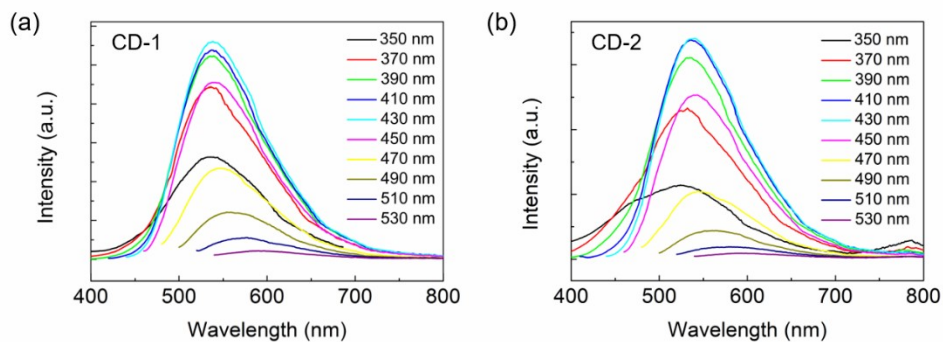 (a)
CD-1
350 nm
370 nm
390 nm
410 nm
430 nm
450 nm
470 nm
490 nm
510 nm
530 nm
Intensity (a.u.)
400 500 600 700 800
Wavelength (nm)
(b)
CD-2
350 nm
370 nm
390 nm
410 nm
430 nm
450 nm
470 nm
490 nm
510 nm
530 nm
Intensity (a.u.)
400 500 600 700 800
Wavelength (nm)